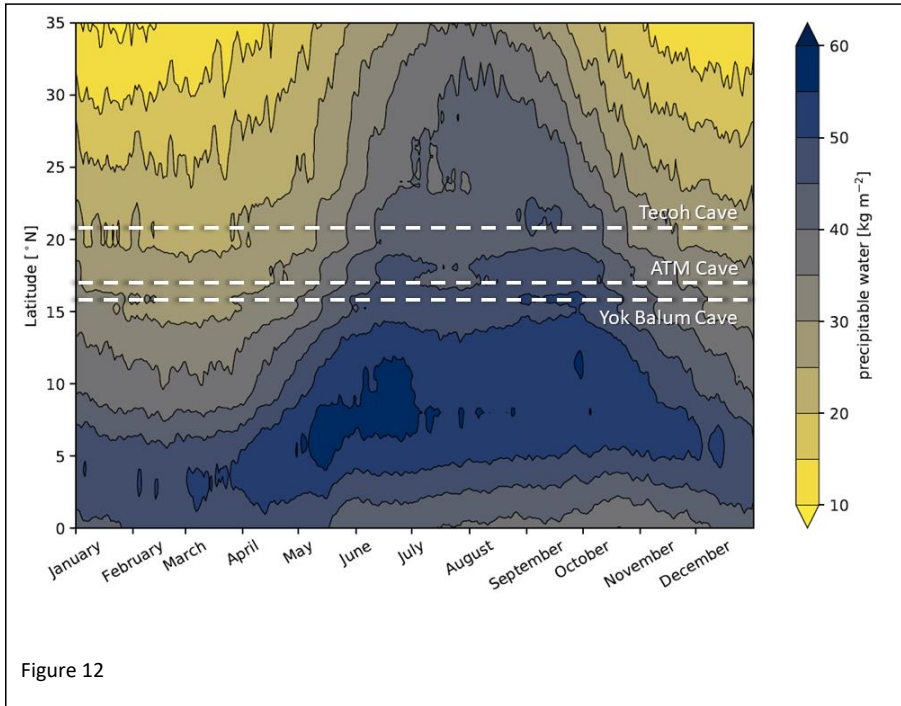 35
30
25
20
15
10
5
0
Latitude [°N]
Tecoh Cave
ATM Cave
Yok Balum Cave
January
February
March
April
May
June
July
August
September
October
November
December
60
50
40
30
20
10
precipitable water [kg m⁻²]
Figure 12